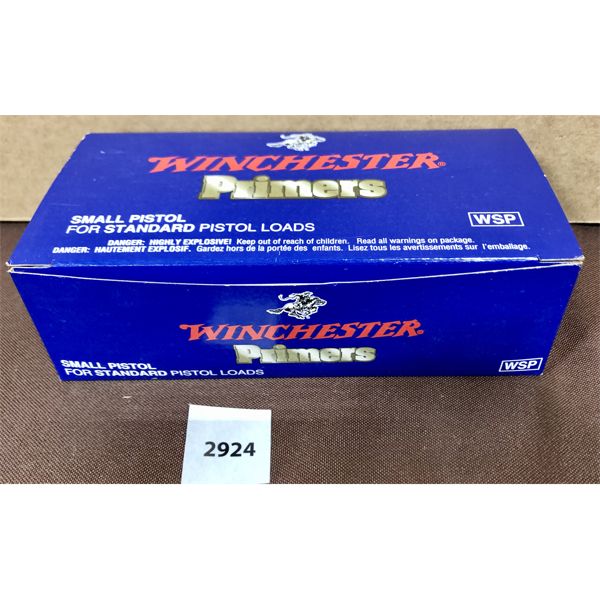 WINCHESTER®
Primers
SMALL PISTOL
FOR STANDARD PISTOL LOADS
WSP
DANGER: HIGHLY EXPLOSIVE! Keep out of reach of children. Read all warnings on package.
DANGER: HAUTEMENT EXPLOSIF. Gardez hors de la portée des enfants. Lisez tous les avertissements sur l'emballage.
WINCHESTER®
Primers
SMALL PISTOL
FOR STANDARD PISTOL LOADS
WSP
2924